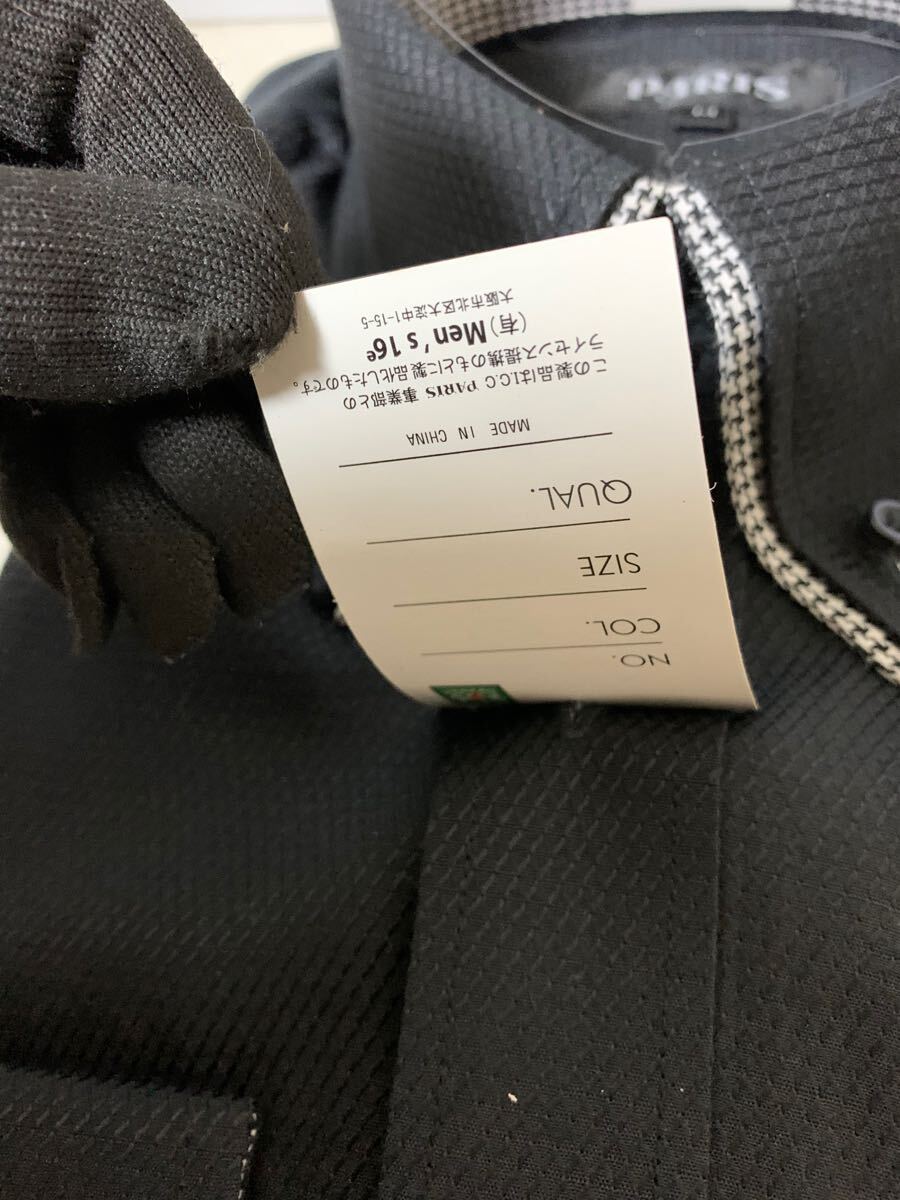 PARIS
NO.
COL.
SIZE
QUAL.
MADE IN CHINA
この製品はI.C.C PARIS 事業部との
ライセンス提携のもとに製品化したものです。
(有)Men's 16e
大阪市北区大淀中1-15-5